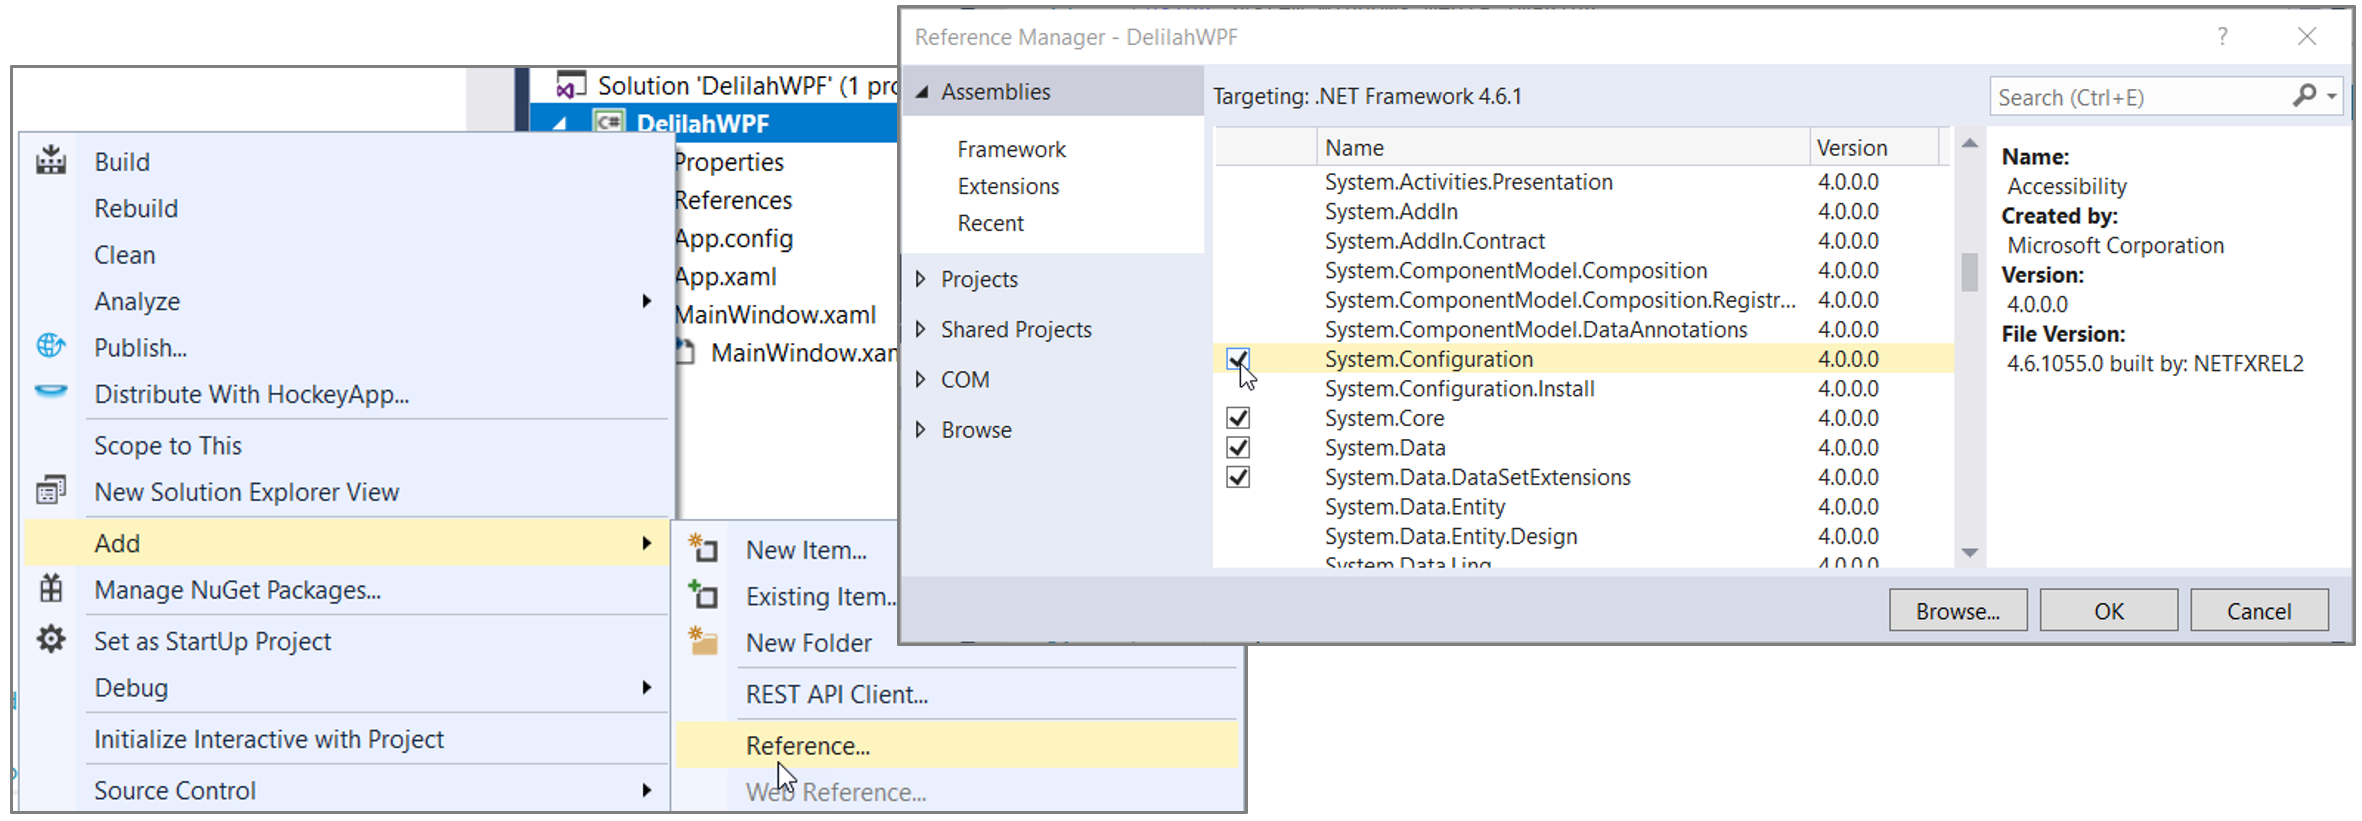 Solution 'DelilahWPF' (1 pro
C# DelilahWPF
Properties
References
App.config
App.xaml
MainWindow.xaml
MainWindow.xan
Build
Rebuild
Clean
Analyze
Publish...
Distribute With HockeyApp...
Scope to This
New Solution Explorer View
Add
Manage NuGet Packages...
Set as StartUp Project
Debug
Initialize Interactive with Project
Source Control
New Item...
Existing Item...
New Folder
REST API Client...
Reference...
Web Reference...
Reference Manager - DelilahWPF
?
Assemblies
Framework
Extensions
Recent
Projects
Shared Projects
COM
Browse
Targeting: .NET Framework 4.6.1
Search (Ctrl+E)
Name Version
System.Activities.Presentation 4.0.0.0
System.AddIn 4.0.0.0
System.AddIn.Contract 4.0.0.0
System.ComponentModel.Composition 4.0.0.0
System.ComponentModel.Composition.Registr... 4.0.0.0
System.ComponentModel.DataAnnotations 4.0.0.0
System.Configuration 4.0.0.0
System.Configuration.Install 4.0.0.0
System.Core 4.0.0.0
System.Data 4.0.0.0
System.Data.DataSetExtensions 4.0.0.0
System.Data.Entity 4.0.0.0
System.Data.Entity.Design 4.0.0.0
System.Data.Linq 4.0.0.0
Name:
Accessibility
Created by:
Microsoft Corporation
Version:
4.0.0.0
File Version:
4.6.1055.0 built by: NETFXREL2
Browse... OK Cancel